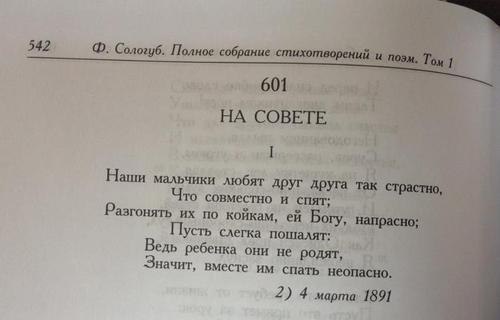 542 Ф. Сологуб. Полное собрание стихотворений и поэм. Том 1
601
НА СОВЕТЕ
I
Наши мальчики любят друг друга так страстно,
Что совместно и спят;
Разгонять их по койкам, ей Богу, напрасно;
Пусть слегка пошалят:
Ведь ребенка они не родят,
Значит, вместе им спать неопасно.
2) 4 марта 1891